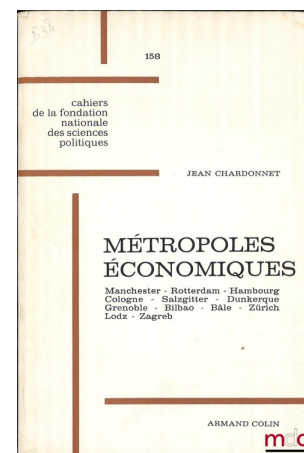 158
cahiers
de la fondation
nationale
des sciences
politiques
JEAN CHARDONNET
MÉTROPOLES
ÉCONOMIQUES
Manchester - Rotterdam - Hambourg
Cologne - Salzgitter - Dunkerque
Grenoble - Bilbao - Bâle - Zürich
Lodz - Zagreb
ARMAND COLIN